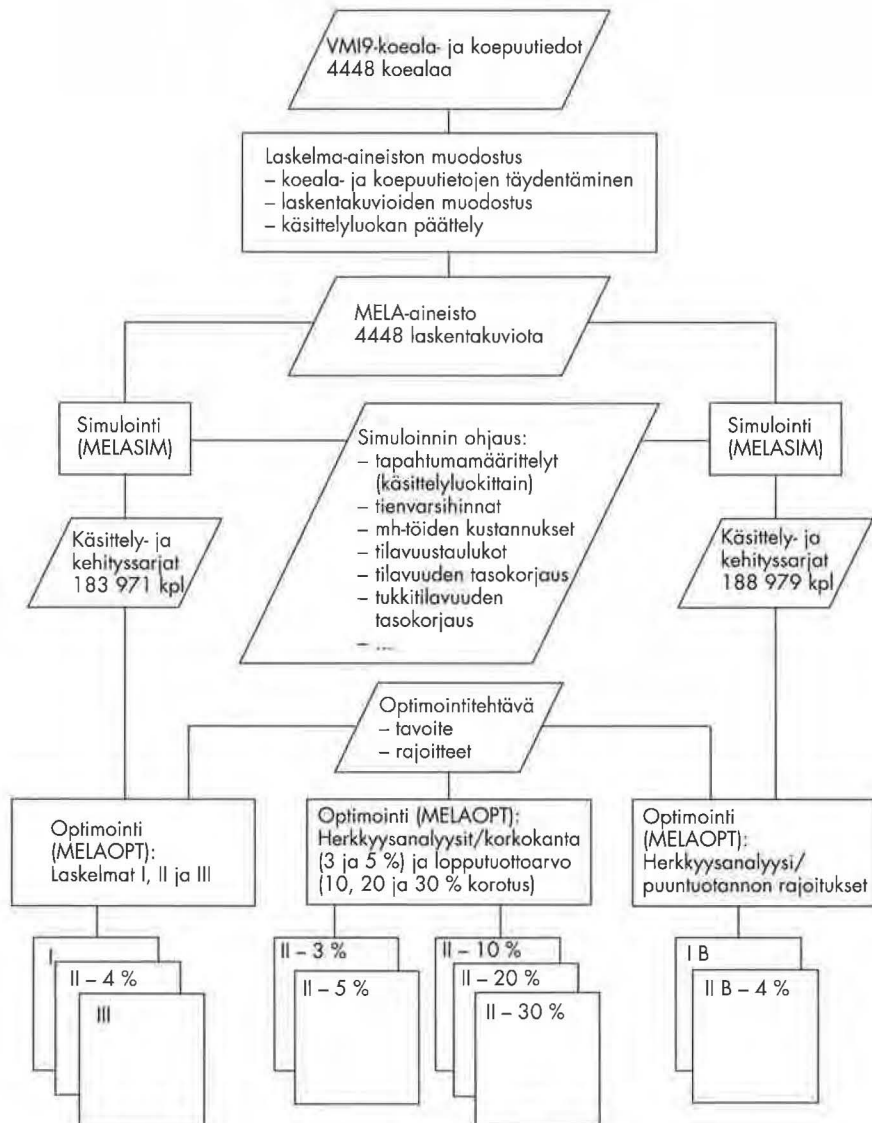 VMI9-koeala- ja koepuutiedot
4448 koealaa
Laskelma-aineiston muodostus
– koeala- ja koepuutietojen täydentäminen
– laskentakuvioiden muodostus
– käsittelyluokan päättely
MELA-aineisto
4448 laskentakuviota
Simulointi
(MELASIM)
Simuloinnin ohjaus:
– tapahtumamäärittelyt
(käsittelyluokittain)
– tienvarsihinnat
– mh-töiden kustannukset
– tilavuustaulukot
– tilavuuden tasokorjaus
– tukkitilavuuden
tasokorjaus
– ...
Simulointi
(MELASIM)
Käsittely- ja
kehityssarjat
183 971 kpl
Käsittely- ja
kehityssarjat
188 979 kpl
Optimointitehtävä
– tavoite
– rajoitteet
Optimointi
(MELAOPT):
Laskelmat I, II ja III
Optimointi (MELAOPT):
Herkkyysanalyysit/korkokanta
(3 ja 5 %) ja lopputuottoarvo
(10, 20 ja 30 % korotus)
Optimointi
(MELAOPT):
Herkkyysanalyysi/
puuntuotannon rajoitukset
I
II – 4 %
III
II – 3 %
II – 5 %
II – 10 %
II – 20 %
II – 30 %
I B
II B – 4 %